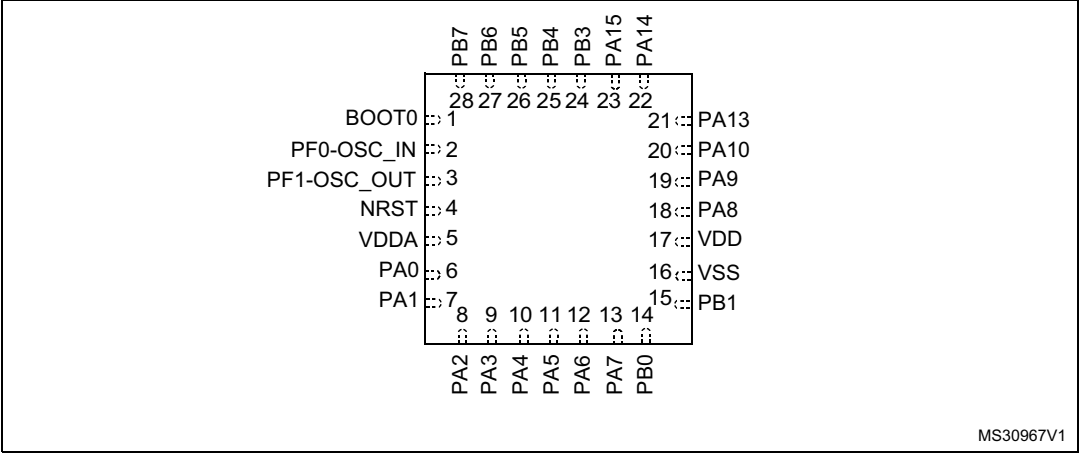 PB7 PB6 PB5 PB4 PB3 PA15 PA14
28 27 26 25 24 23 22
BOOT0 1 21 PA13
PF0-OSC_IN 2 20 PA10
PF1-OSC_OUT 3 19 PA9
NRST 4 18 PA8
VDDA 5 17 VDD
PA0 6 16 VSS
PA1 7 15 PB1
8 9 10 11 12 13 14
PA2 PA3 PA4 PA5 PA6 PA7 PB0
MS30967V1